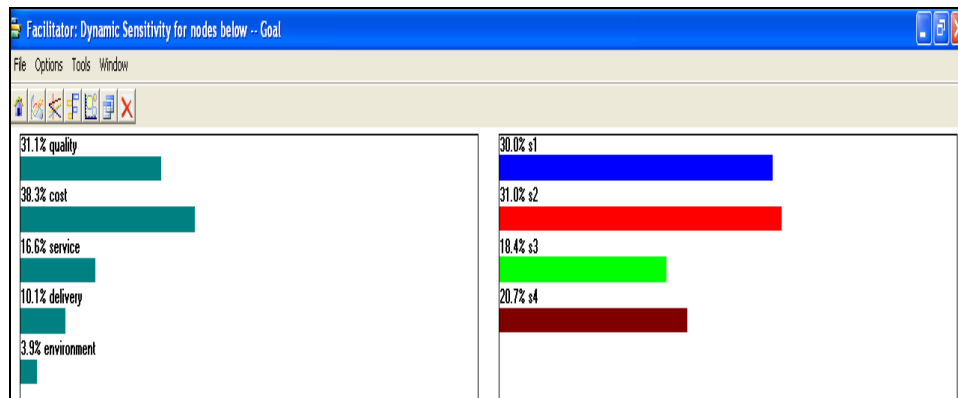 Facilitator: Dynamic Sensitivity for nodes below -- Goal
File Options Tools Window
31.1% quality
38.3% cost
16.6% service
10.1% delivery
3.9% environment
30.0% s1
31.0% s2
18.4% s3
20.7% s4